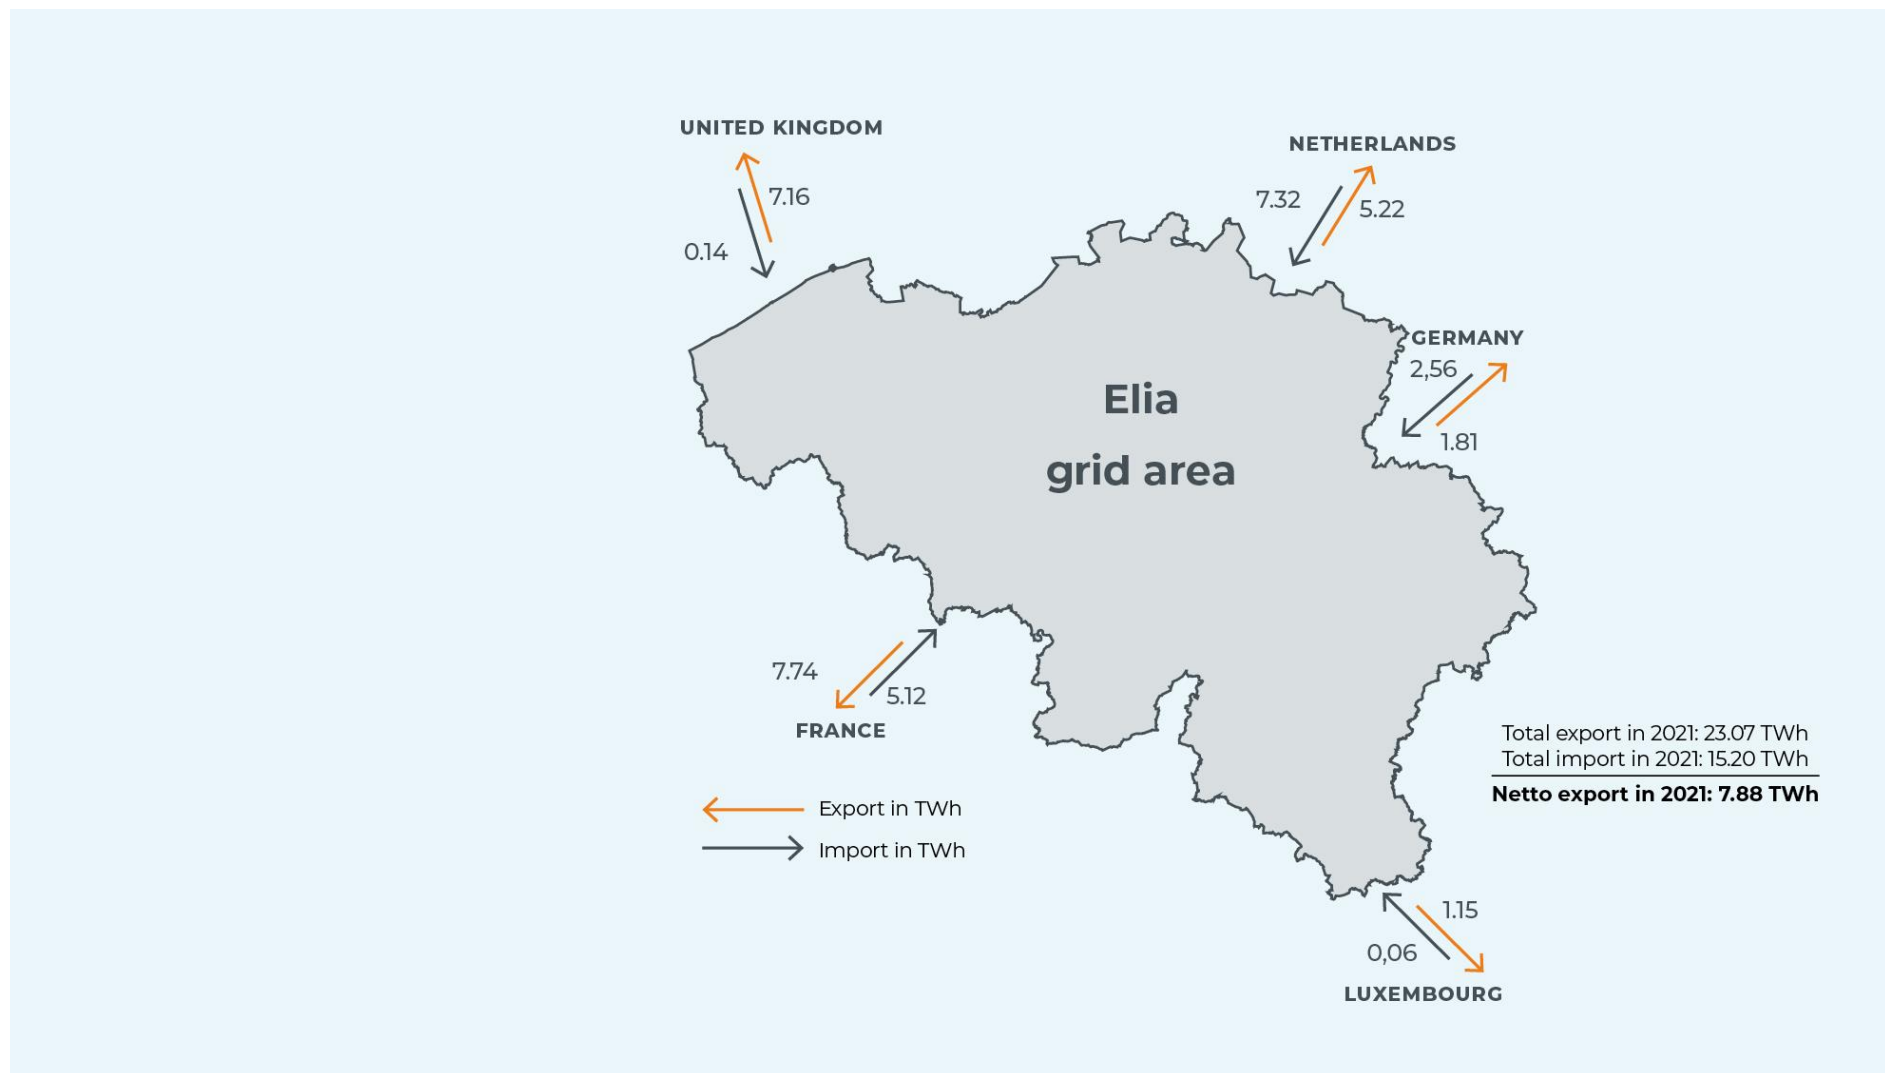 UNITED KINGDOM
7.16
0.14
NETHERLANDS
7.32
5.22
GERMANY
2,56
1.81
Elia
grid area
7.74
5.12
FRANCE
Export in TWh
Import in TWh
Total export in 2021: 23.07 TWh
Total import in 2021: 15.20 TWh
Netto export in 2021: 7.88 TWh
1.15
0,06
LUXEMBOURG